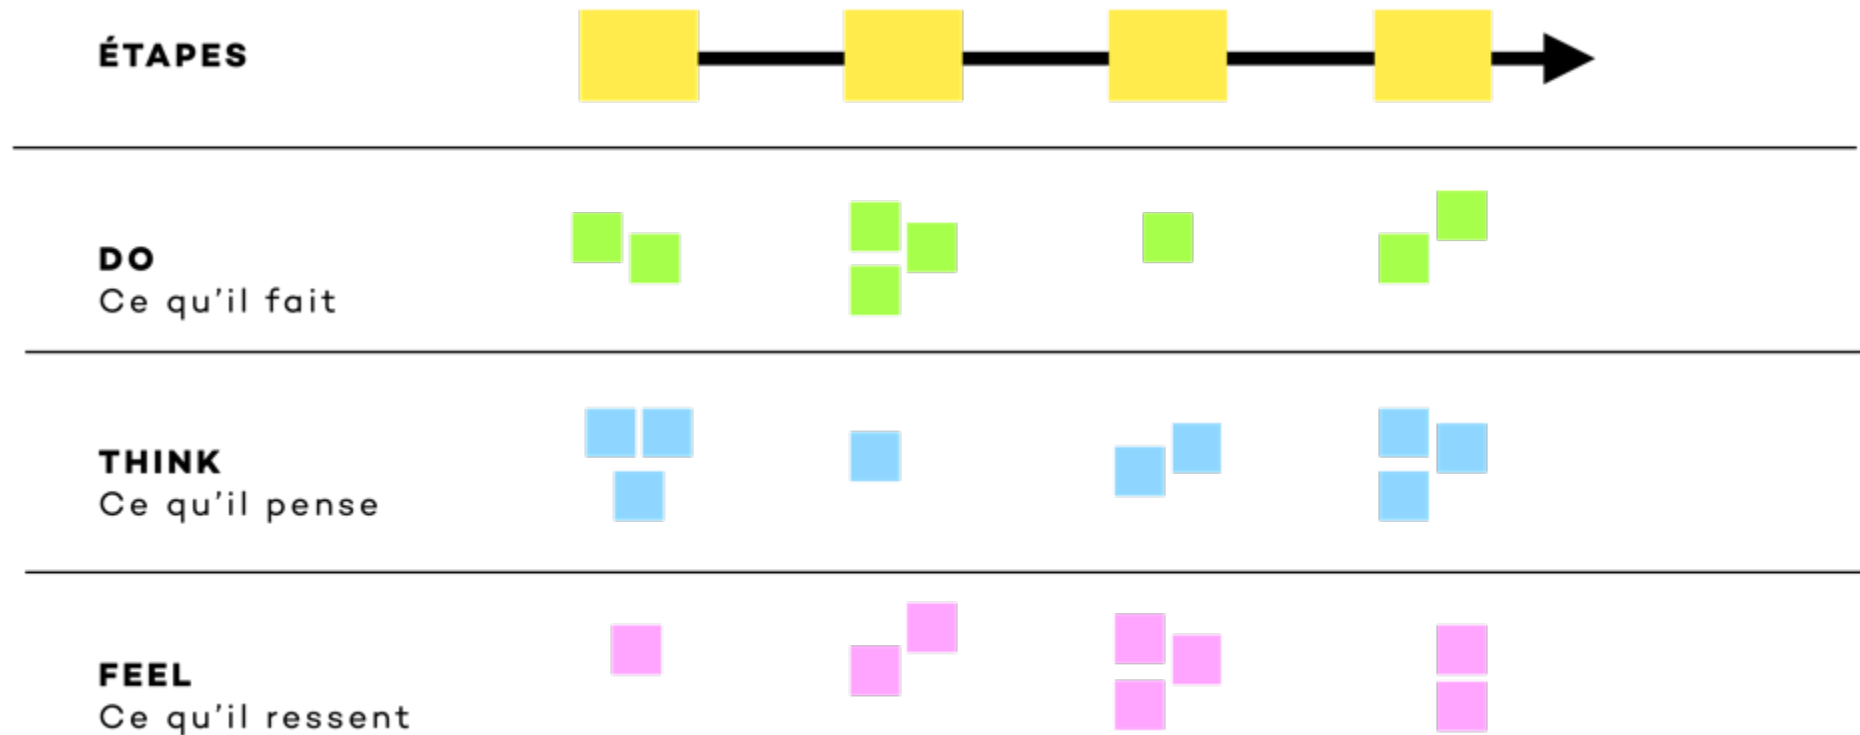 ÉTAPES
DO
Ce qu'il fait
THINK
Ce qu'il pense
FEEL
Ce qu'il ressent